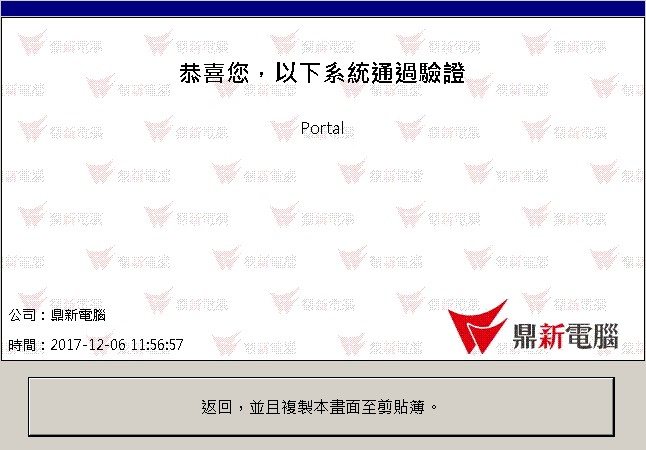 恭喜您，以下系統通過驗證
Portal
公司：鼎新電腦
時間：2017-12-06 11:56:57
鼎新電腦
返回，並且複製本畫面至剪貼簿。